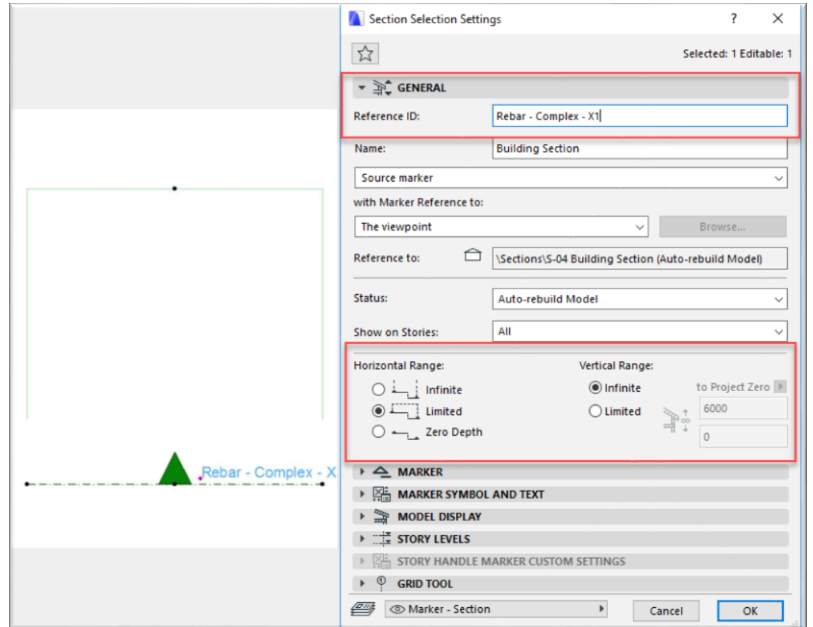 Section Selection Settings
Selected: 1 Editable: 1
GENERAL
Reference ID: Rebar - Complex - X1
Name: Building Section
Source marker
with Marker Reference to:
The viewpoint Browse...
Reference to: \Sections\S-04 Building Section (Auto-rebuild Model)
Status: Auto-rebuild Model
Show on Stories: All
Horizontal Range: Vertical Range:
Infinite Infinite to Project Zero
Limited Limited 6000
Zero Depth 0
Rebar - Complex - X
MARKER
MARKER SYMBOL AND TEXT
MODEL DISPLAY
STORY LEVELS
STORY HANDLE MARKER CUSTOM SETTINGS
GRID TOOL
Marker - Section Cancel OK